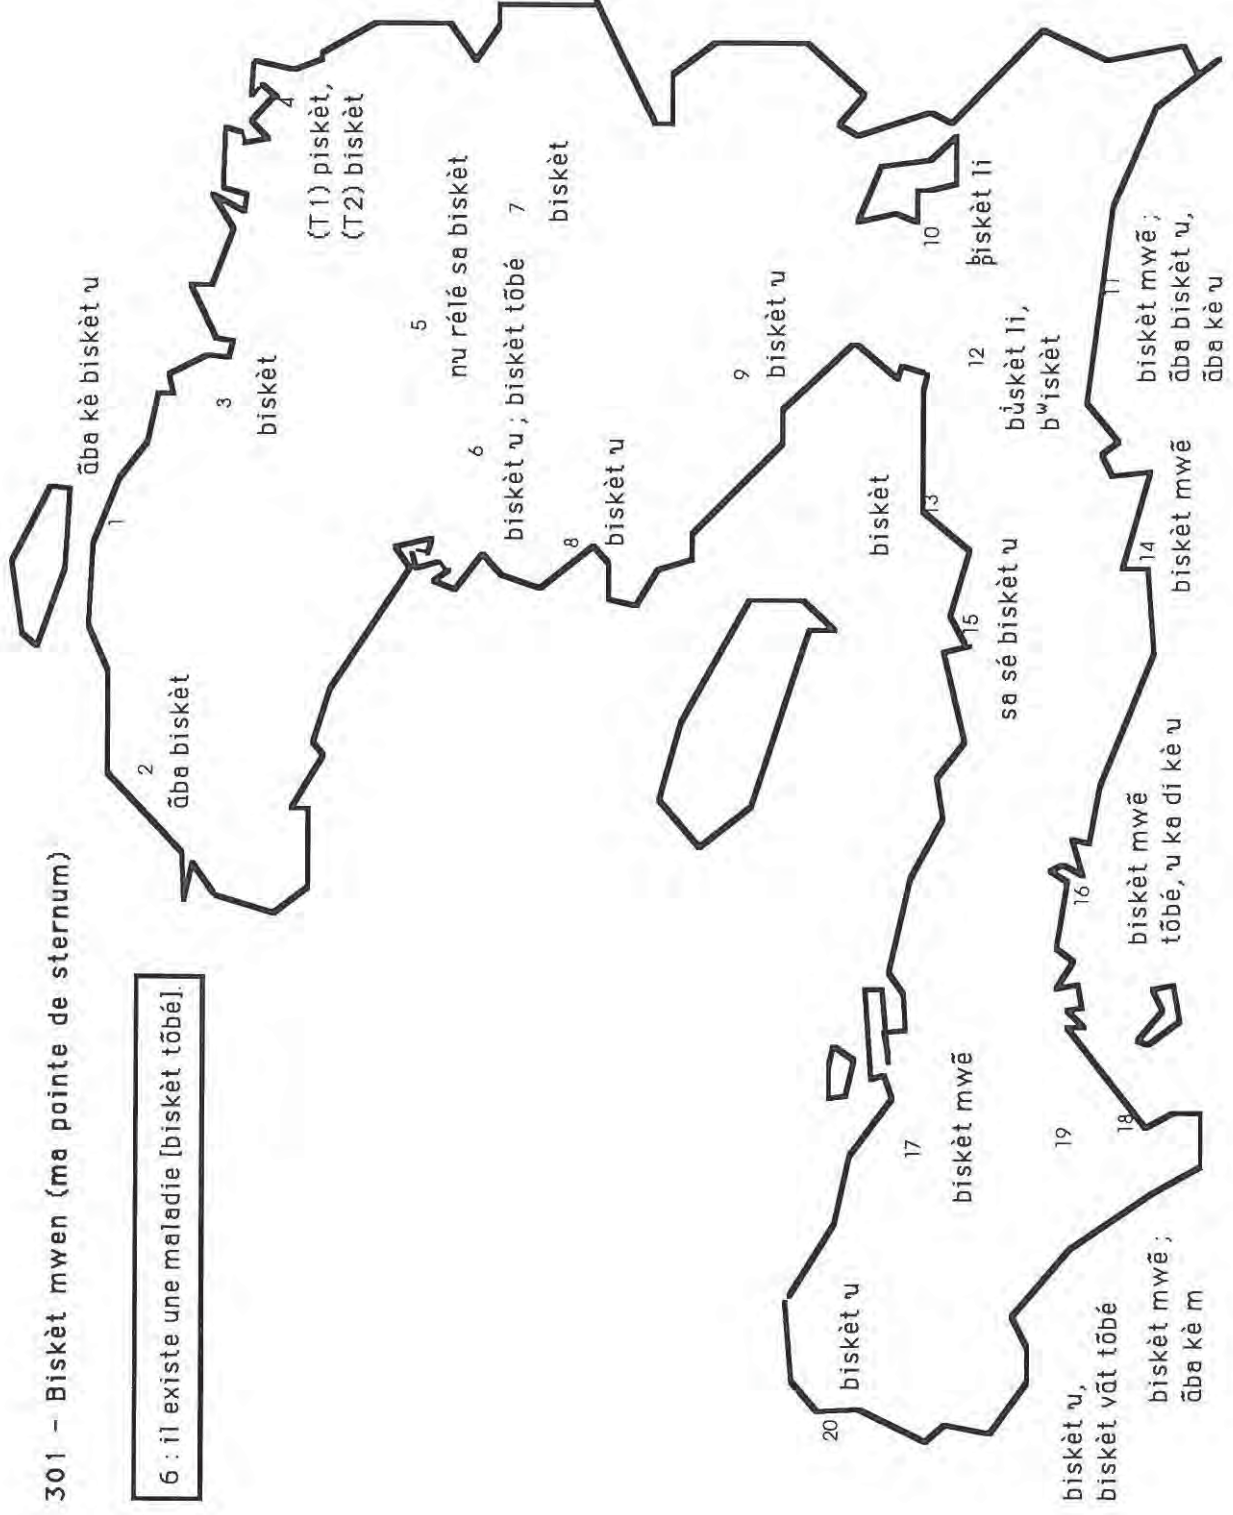 301 – Biskèt mwen (ma pointe de sternum)
6 : il existe une maladie [biskèt tõbé].
1
ãba kè biskèt u
2
ãba biskèt
3
biskèt
4
(T1) piskèt,
(T2) biskèt
5
nu rélé sa biskèt
6
biskèt u ; biskèt tõbé
7
biskèt
8
biskèt u
9
biskèt u
10
iskèt li
11
biskèt mwẽ ;
ãba biskèt u,
ãba kè u
12
bùskèt li,
bʷiskèt
13
biskèt
14
biskèt mwẽ
15
sa sé biskèt u
16
biskèt mwẽ
tõbé, u ka di kè u
17
biskèt mwẽ
18
biskèt mwẽ ;
ãba kè m
19
biskèt u,
biskèt vãt tõbé
20
biskèt u